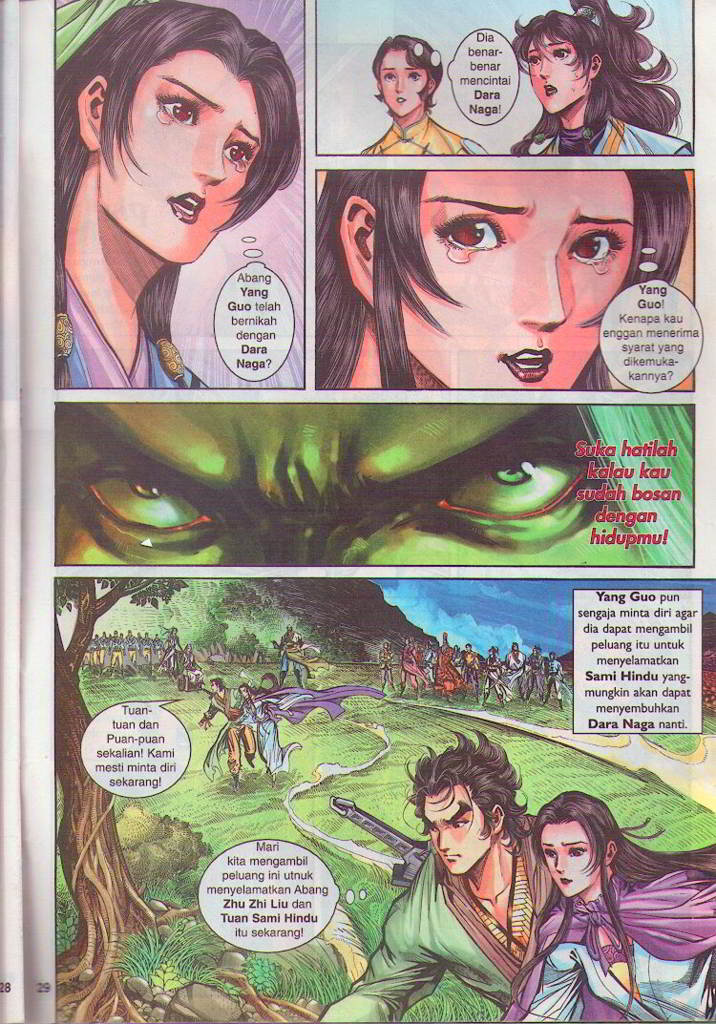 Abang
Yang
Guo telah
bernikah
dengan
Dara
Naga?
Dia
benar-
benar
mencintai
Dara
Naga!
Yang
Guo!
Kenapa kau
enggan menerima
syarat yang
dikemuka-
kannya?
Suka hatilah
kalau kau
sudah bosan
dengan
hidupmu!
Yang Guo pun
sengaja minta diri agar
dia dapat mengambil
peluang itu untuk
menyelamatkan
Sami Hindu yang-
mungkin akan dapat
menyembuhkan
Dara Naga nanti.
Tuan-
tuan dan
Puan-puan
sekalian! Kami
mesti minta diri
sekarang!
Mari
kita mengambil
peluang ini utnuk
menyelamatkan Abang
Zhu Zhi Liu dan
Tuan Sami Hindu
itu sekarang!
28
29